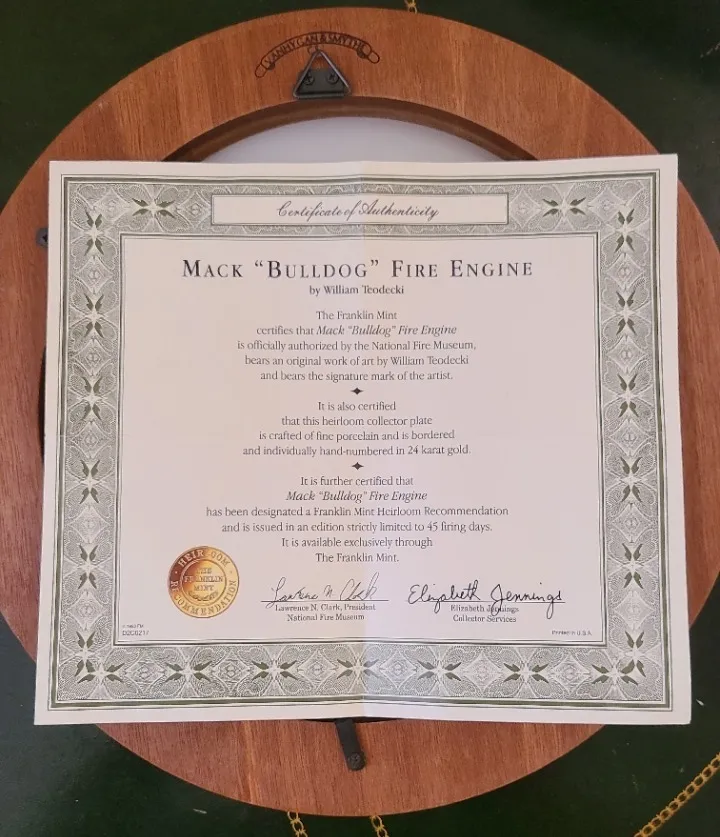 VANHYGAN & SMYTHE
Certificate of Authenticity
MACK “BULLDOG” FIRE ENGINE
by William Teodecki
The Franklin Mint
certifies that Mack “Bulldog” Fire Engine
is officially authorized by the National Fire Museum,
bears an original work of art by William Teodecki
and bears the signature mark of the artist.
It is also certified
that this heirloom collector plate
is crafted of fine porcelain and is bordered
and individually hand-numbered in 24 karat gold.
It is further certified that
Mack “Bulldog” Fire Engine
has been designated a Franklin Mint Heirloom Recommendation
and is issued in an edition strictly limited to 45 firing days.
It is available exclusively through
The Franklin Mint.
HEIRLOOM
THE
FRANKLIN
MINT
RECOMMENDATION
Lawrence N. Clark
Lawrence N. Clark, President
National Fire Museum
Elizabeth Jennings
Elizabeth Jennings
Collector Services
Printed in U.S.A.